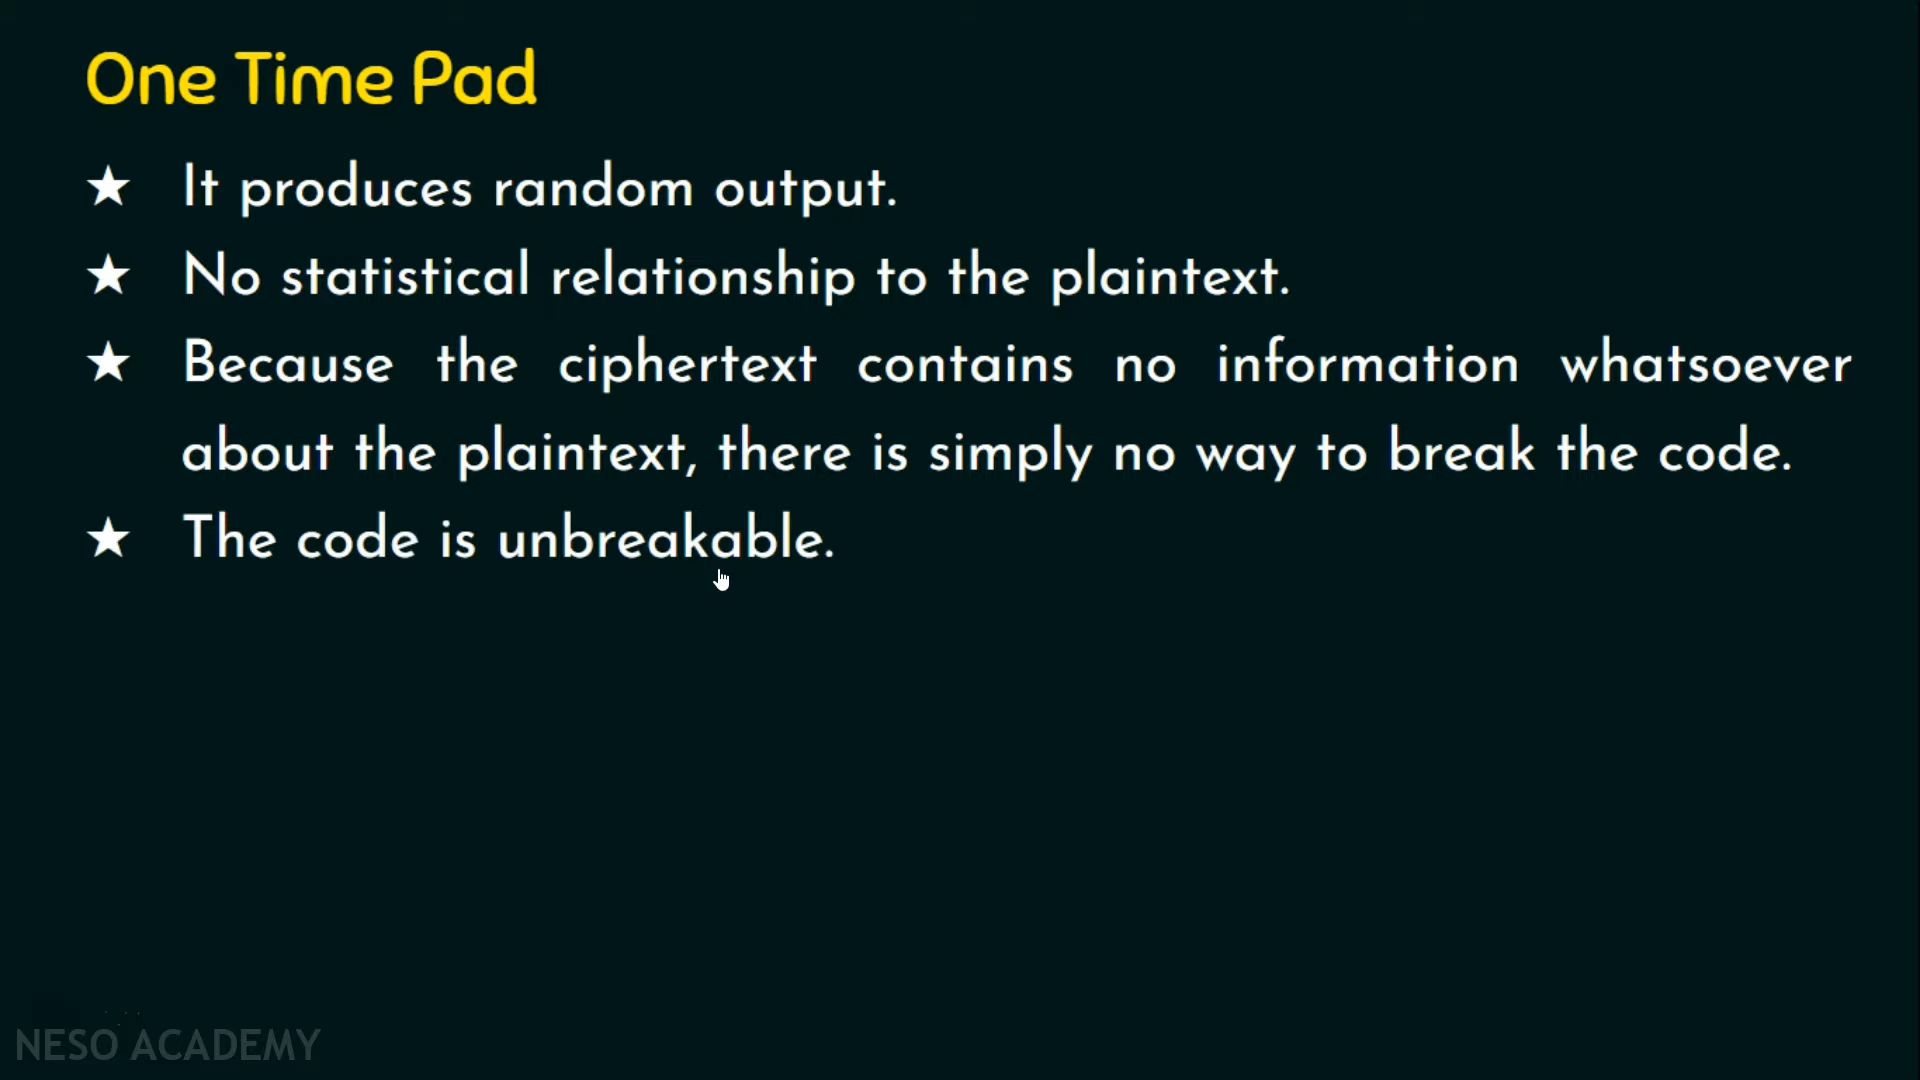 One Time Pad
★ It produces random output.
★ No statistical relationship to the plaintext.
★ Because the ciphertext contains no information whatsoever
about the plaintext, there is simply no way to break the code.
★ The code is unbreakable.
NESO ACADEMY